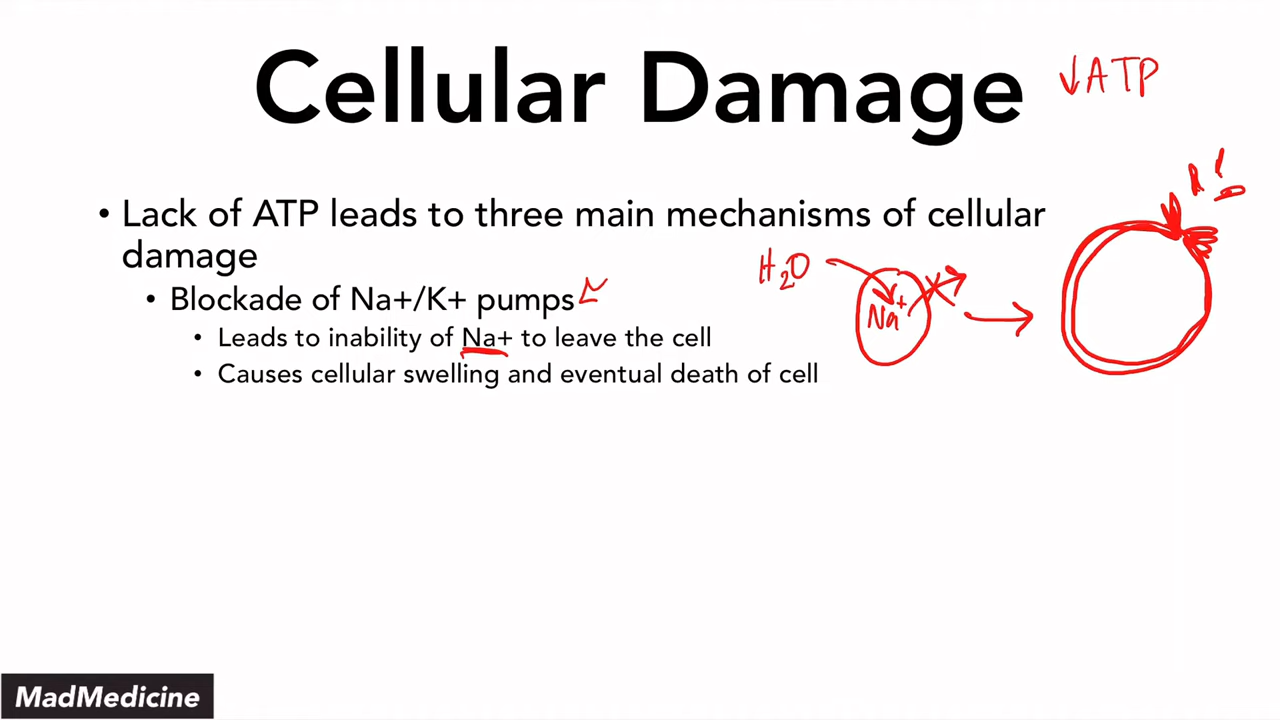 Cellular Damage
↓ATP
• Lack of ATP leads to three main mechanisms of cellular
damage
• Blockade of Na+/K+ pumps
H₂O
Na⁺
• Leads to inability of Na+ to leave the cell
• Causes cellular swelling and eventual death of cell
MadMedicine